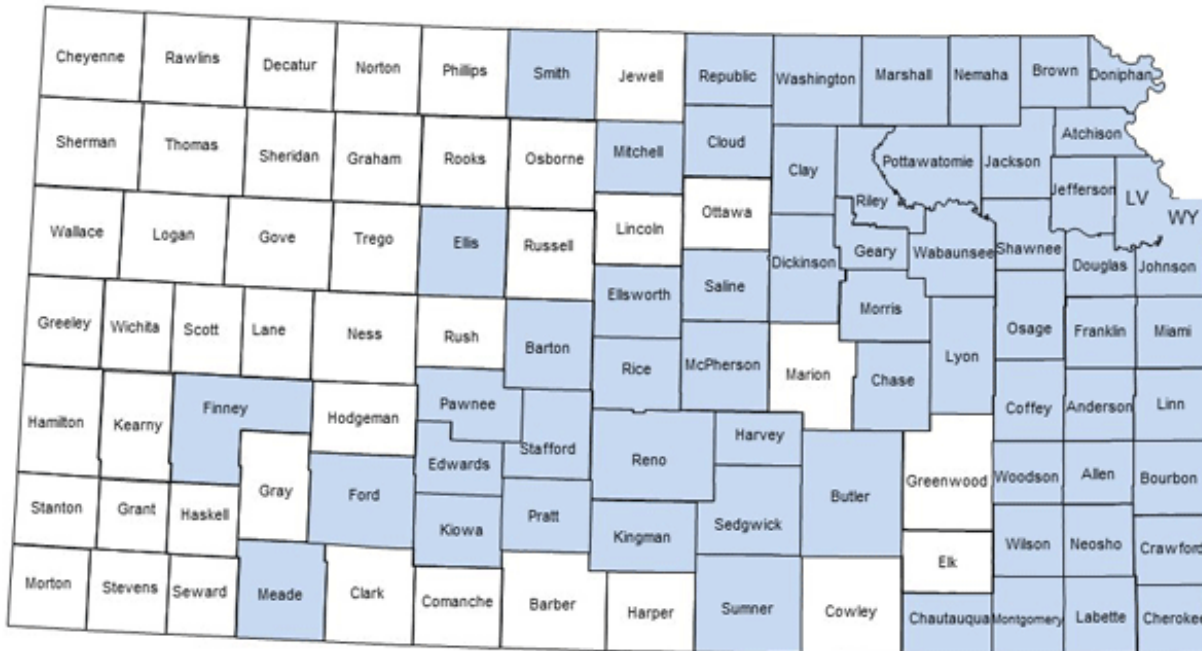 Cheyenne
Rawlins
Decatur
Norton
Phillips
Smith
Jewell
Republic
Washington
Marshall
Nemaha
Brown
Doniphan
Sherman
Thomas
Sheridan
Graham
Rooks
Osborne
Mitchell
Cloud
Clay
Riley
Pottawatomie
Jackson
Atchison
Jefferson
LV
WY
Wallace
Logan
Gove
Trego
Ellis
Russell
Lincoln
Ottawa
Dickinson
Geary
Wabaunsee
Shawnee
Douglas
Johnson
Greeley
Wichita
Scott
Lane
Ness
Rush
Barton
Ellsworth
Saline
Morris
Lyon
Osage
Franklin
Miami
Rice
McPherson
Marion
Chase
Hamilton
Kearny
Finney
Hodgeman
Pawnee
Stafford
Reno
Harvey
Coffey
Anderson
Linn
Gray
Ford
Edwards
Kiowa
Pratt
Kingman
Sedgwick
Butler
Greenwood
Woodson
Allen
Bourbon
Stanton
Grant
Haskell
Elk
Wilson
Neosho
Crawford
Morton
Stevens
Seward
Meade
Clark
Comanche
Barber
Harper
Sumner
Cowley
Chautauqua
Montgomery
Labette
Cherokee